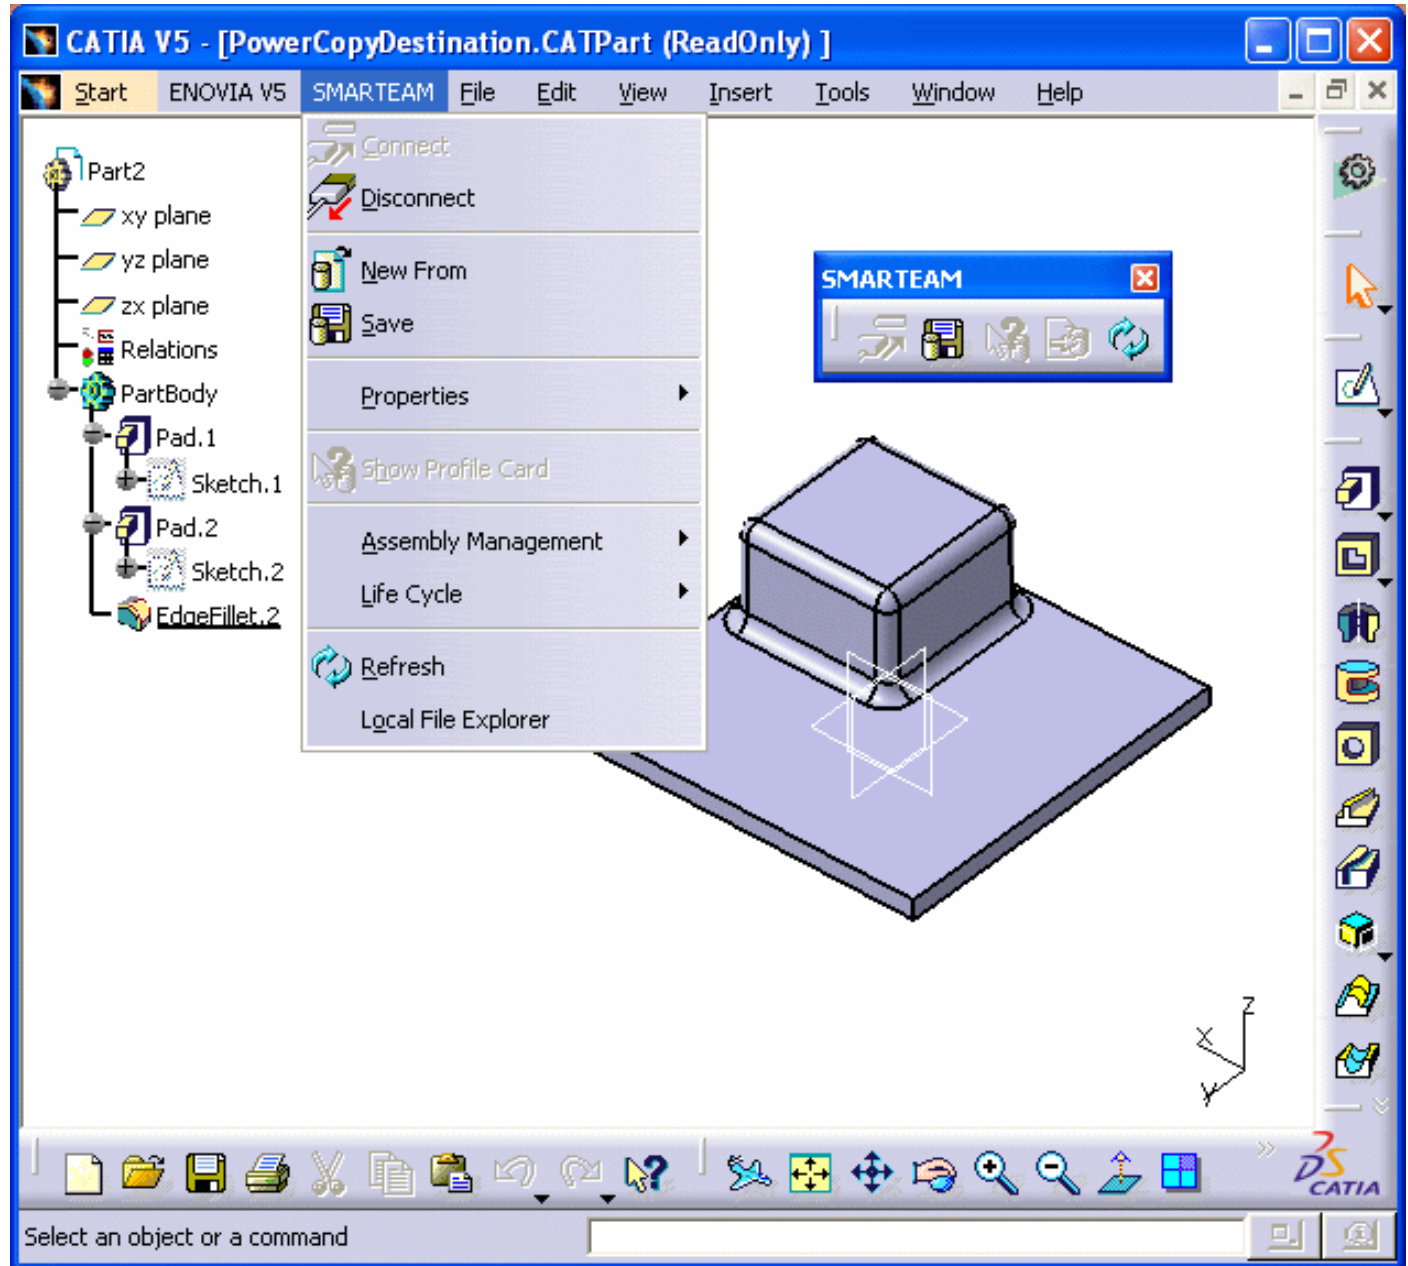 CATIA V5 - [PowerCopyDestination.CATPart (ReadOnly) ]
Start ENOVIA V5 SMARTEAM File Edit View Insert Tools Window Help
Part2
xy plane
yz plane
zx plane
Relations
PartBody
Pad.1
Sketch.1
Pad.2
Sketch.2
EdgeFillet.2
Connect
Disconnect
New From
Save
Properties
Show Profile Card
Assembly Management
Life Cycle
Refresh
Local File Explorer
SMARTEAM
z
x
y
CATIA
Select an object or a command